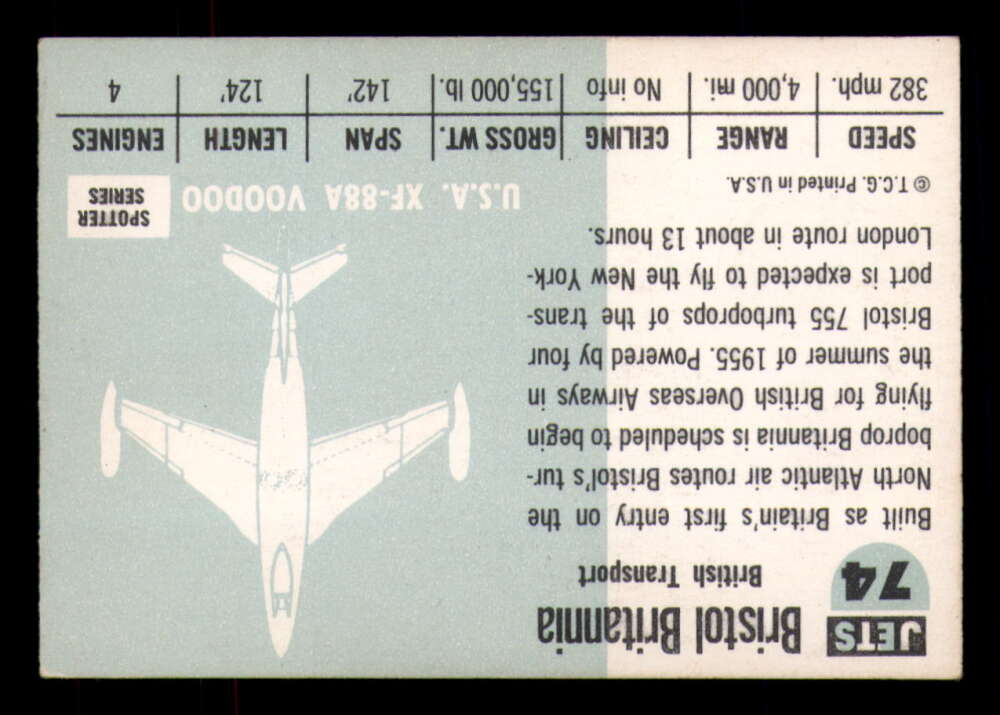 JETS
74
Bristol Britannia
British Transport
Built as Britain's first entry on the
North Atlantic air routes Bristol's tur-
boprop Britannia is scheduled to begin
flying for British Overseas Airways in
the summer of 1955. Powered by four
Bristol 755 turboprops of the trans-
port is expected to fly the New York-
London route in about 13 hours.
© T.C.G. Printed in U.S.A.
U.S.A. XF-88A VOODOO
SPOTTER
SERIES
SPEED RANGE CEILING GROSS WT. SPAN LENGTH ENGINES
382 mph. 4,000 mi. No info 155,000 lb. 142' 124' 4